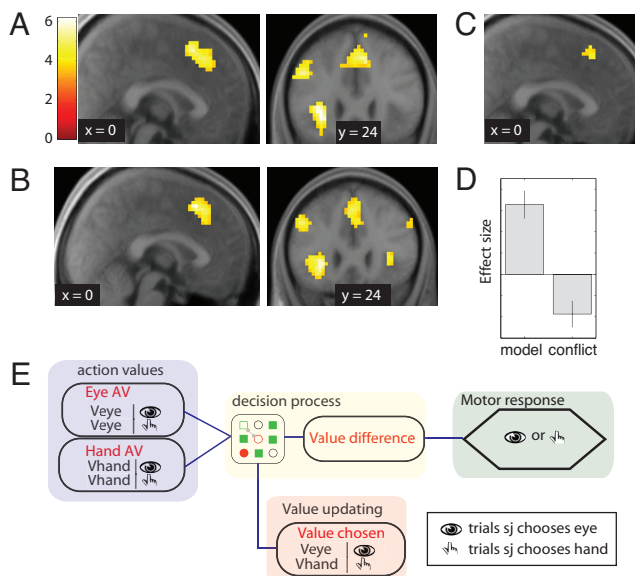 A
6
4
2
0
x = 0
y = 24
C
x = 0
B
x = 0
y = 24
D
Effect size
model conflict
E
action values
Eye AV
Veye
Veye
Hand AV
Vhand
Vhand
decision process
Value difference
Motor response
or
Value updating
Value chosen
Veye
Vhand
trials sj chooses eye
trials sj chooses hand